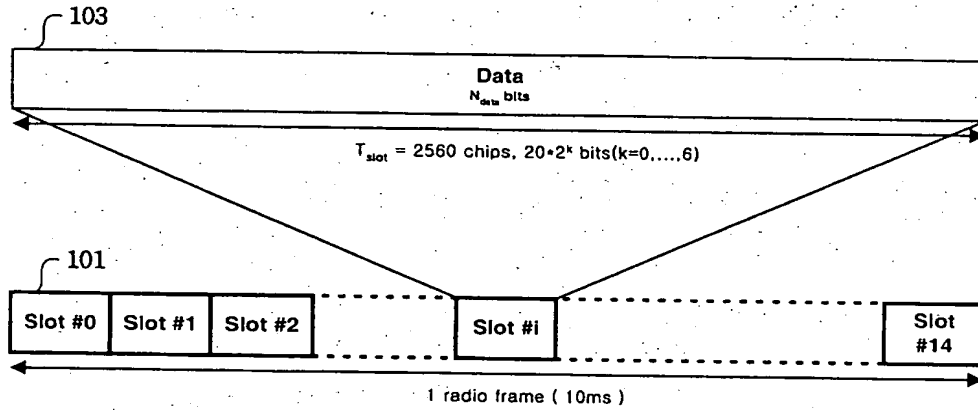 103
Data
N_data bits
T_slot = 2560 chips, 20*2^k bits(k=0,....,6)
101
Slot #0 Slot #1 Slot #2 Slot #i Slot #14
1 radio frame ( 10ms )